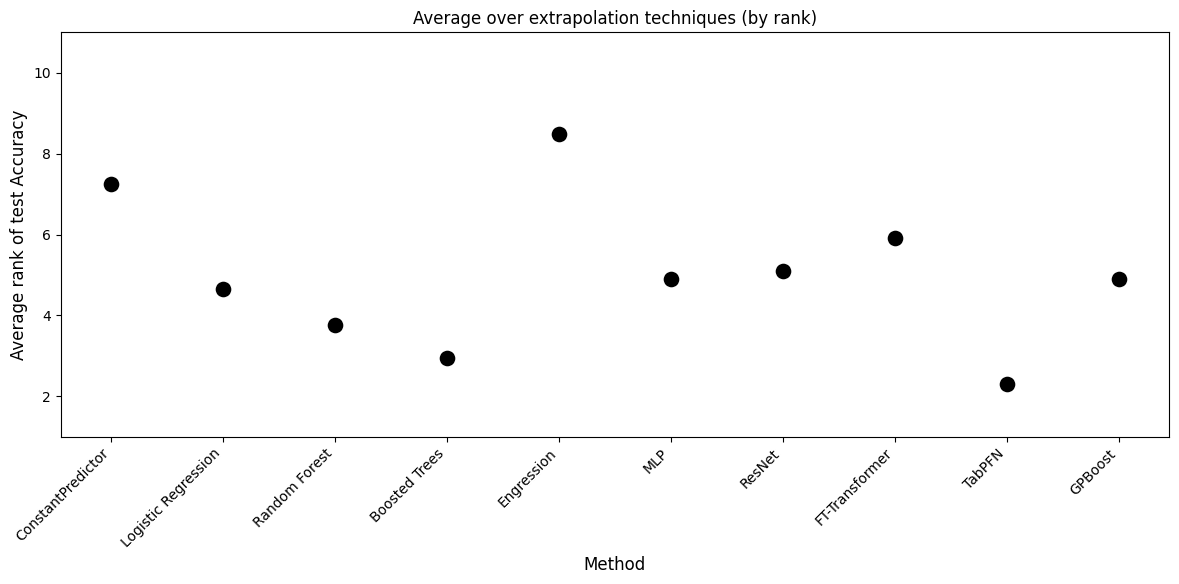 Average over extrapolation techniques (by rank)
Average rank of test Accuracy
10
8
6
4
2
ConstantPredictor
Logistic Regression
Random Forest
Boosted Trees
Engression
MLP
ResNet
FT-Transformer
TabPFN
GPBoost
Method